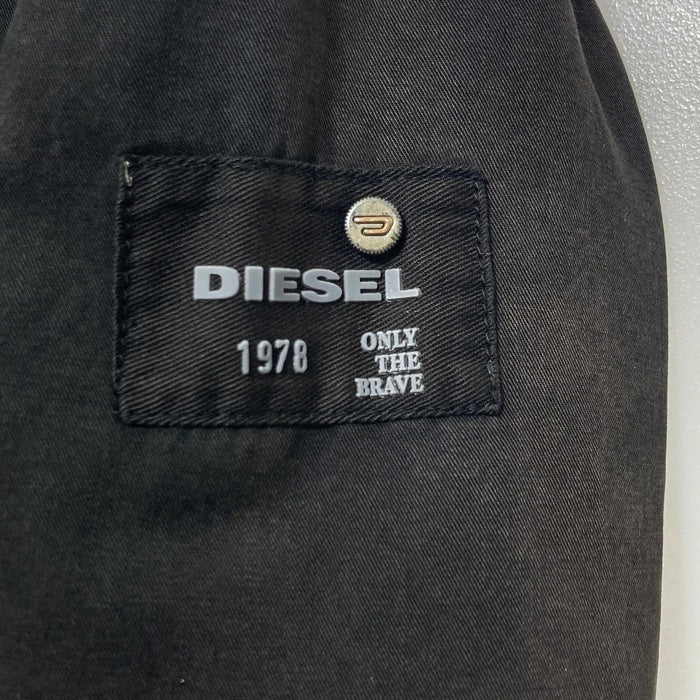 DIESEL
1978
ONLY
THE
BRAVE